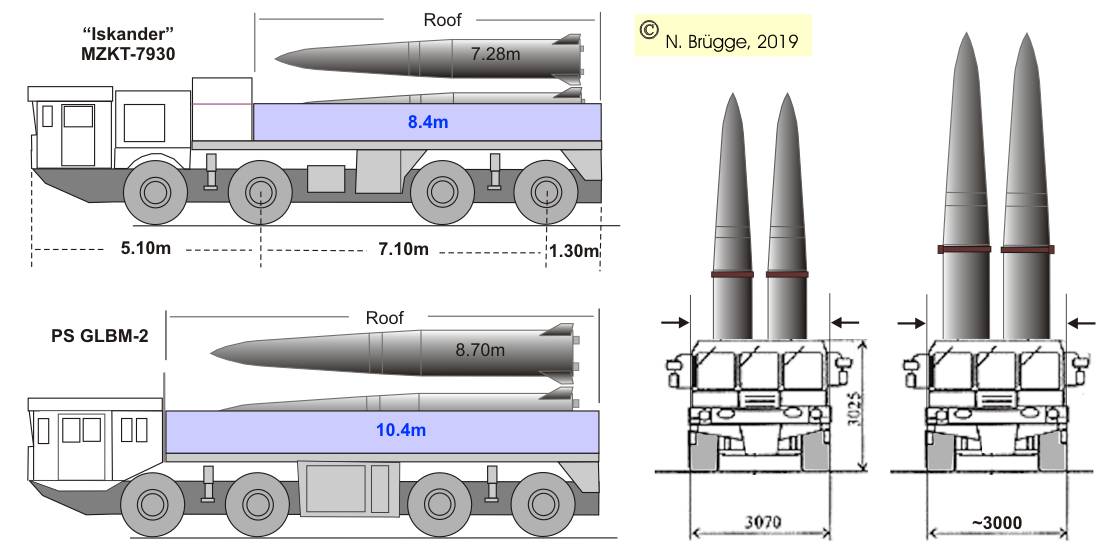 “Iskander”
MZKT-7930
Roof
7.28m
8.4m
5.10m
7.10m
1.30m
PS GLBM-2
Roof
8.70m
10.4m
© N. Brügge, 2019
3025
3070
~3000